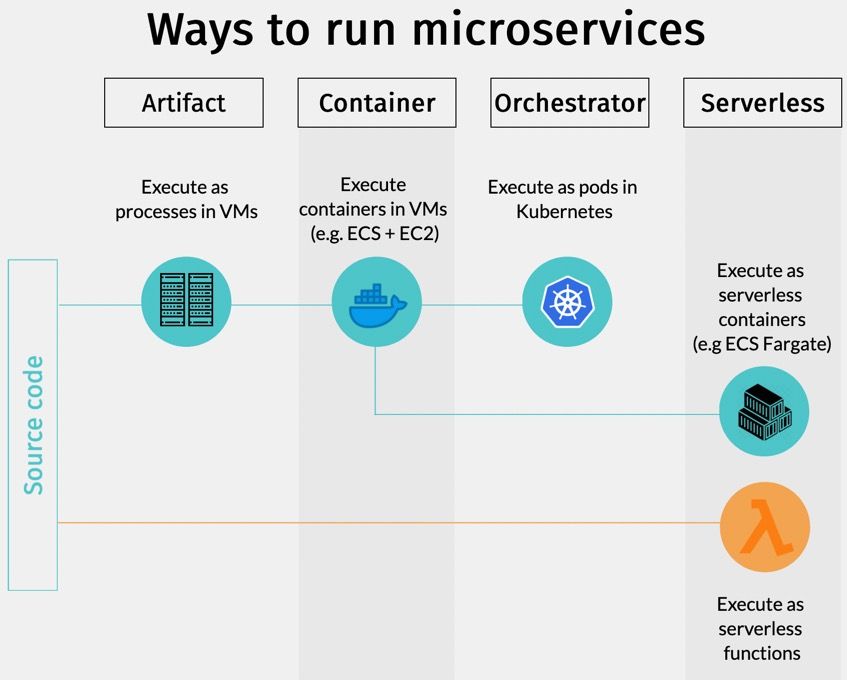 Ways to run microservices
Artifact
Container
Orchestrator
Serverless
Execute as
processes in VMs
Execute
containers in VMs
(e.g. ECS + EC2)
Execute as pods in
Kubernetes
Execute as
serverless
containers
(e.g ECS Fargate)
Source code
λ
Execute as
serverless
functions